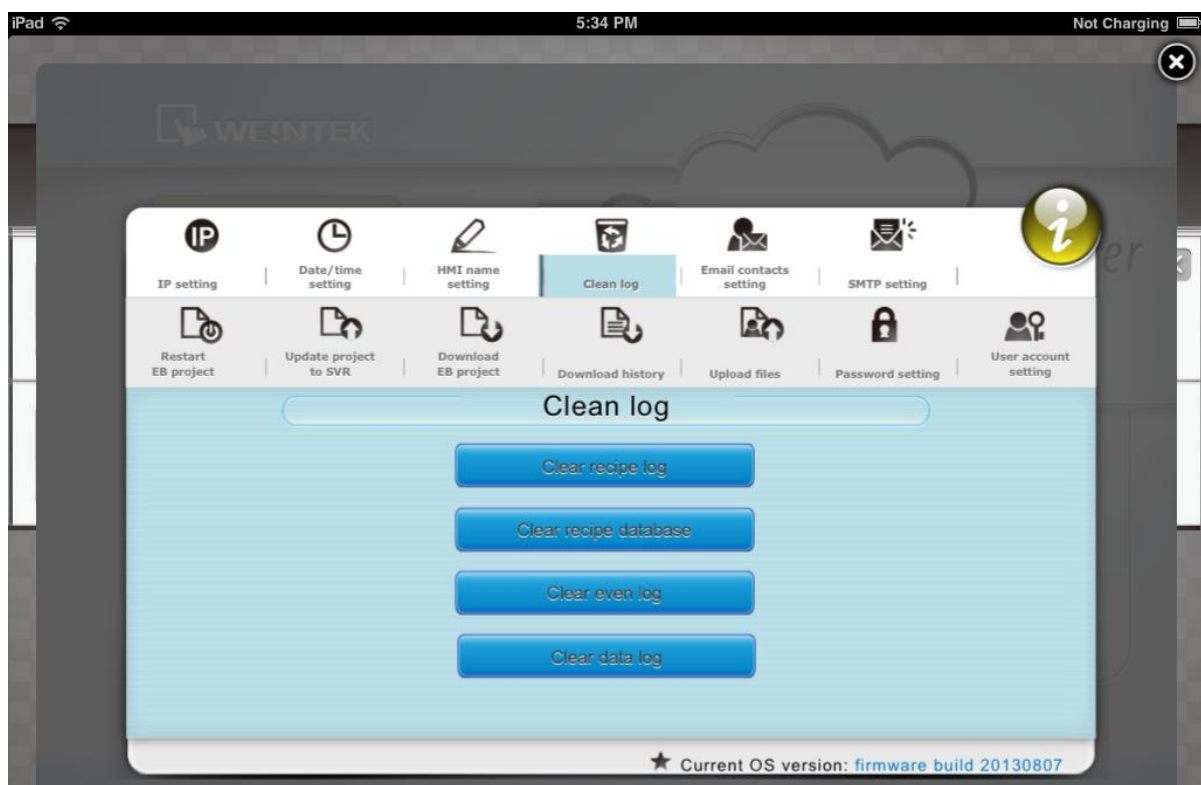 iPad 5:34 PM Not Charging
WEINTEK
er
IP setting
Date/time
setting
HMI name
setting
Clean log
Email contacts
setting
SMTP setting
Restart
EB project
Update project
to SVR
Download
EB project
Download history
Upload files
Password setting
User account
setting
Clean log
Clear recipe log
Clear recipe database
Clear even log
Clear data log
Current OS version: firmware build 20130807